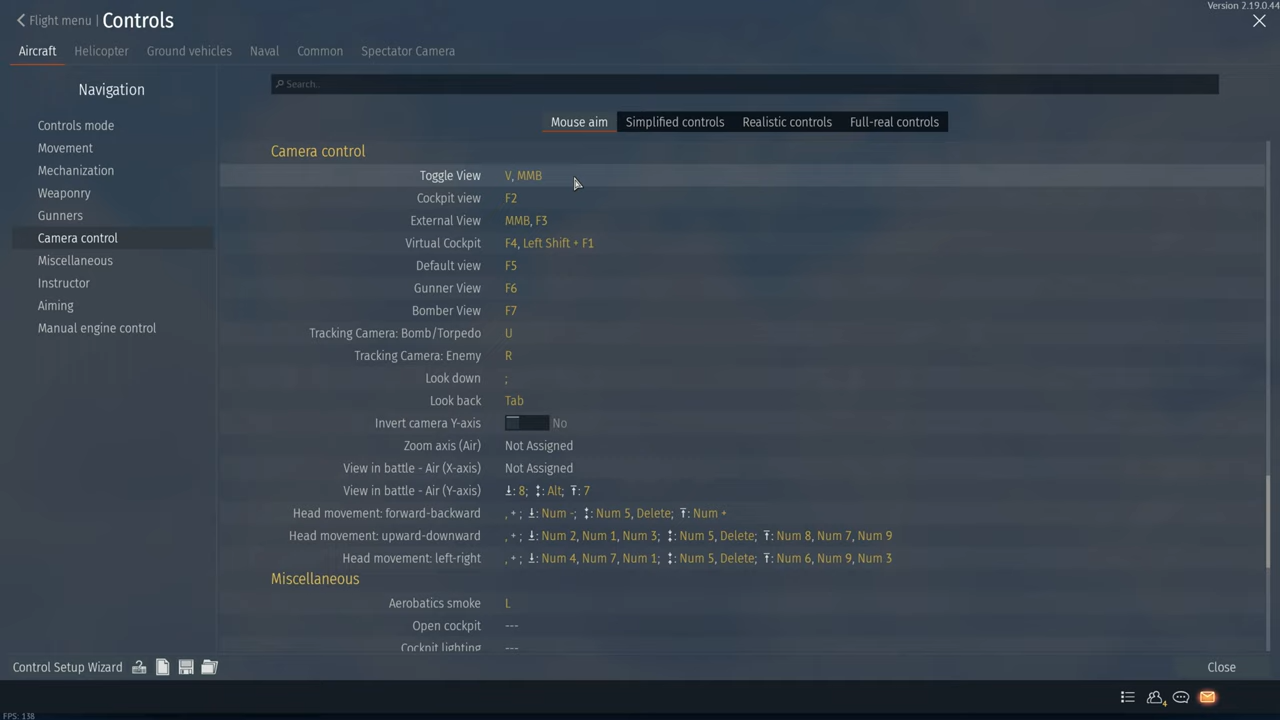 Version 2.19.0.44
Flight menu | Controls
Aircraft Helicopter Ground vehicles Naval Common Spectator Camera
Navigation
Controls mode
Movement
Mechanization
Weaponry
Gunners
Camera control
Miscellaneous
Instructor
Aiming
Manual engine control
Search..
Mouse aim Simplified controls Realistic controls Full-real controls
Camera control
Toggle View V, MMB
Cockpit view F2
External View MMB, F3
Virtual Cockpit F4, Left Shift + F1
Default view F5
Gunner View F6
Bomber View F7
Tracking Camera: Bomb/Torpedo U
Tracking Camera: Enemy R
Look down ;
Look back Tab
Invert camera Y-axis No
Zoom axis (Air) Not Assigned
View in battle - Air (X-axis) Not Assigned
View in battle - Air (Y-axis) ↓: 8; ↕: Alt; ↑: 7
Head movement: forward-backward , + ; ↓: Num -; ↕: Num 5, Delete; ↑: Num +
Head movement: upward-downward , + ; ↓: Num 2, Num 1, Num 3; ↕: Num 5, Delete; ↑: Num 8, Num 7, Num 9
Head movement: left-right , + ; ↓: Num 4, Num 7, Num 1; ↕: Num 5, Delete; ↑: Num 6, Num 9, Num 3
Miscellaneous
Aerobatics smoke L
Open cockpit ---
Cockpit lighting ---
Control Setup Wizard
Close
4
FPS: 138